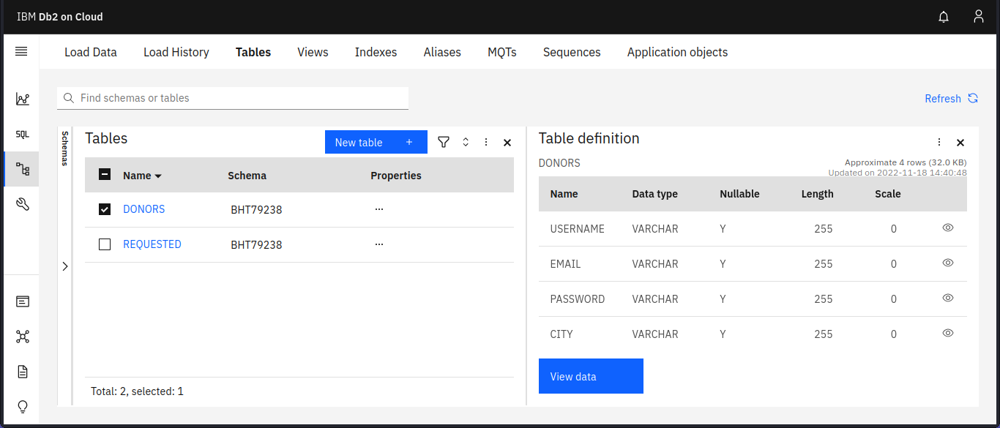 IBM Db2 on Cloud
Load Data Load History Tables Views Indexes Aliases MQTs Sequences Application objects
Find schemas or tables
Refresh
SQL
Schemas
Tables
New table +
Name Schema Properties
DONORS BHT79238 ...
REQUESTED BHT79238 ...
Total: 2, selected: 1
Table definition
DONORS
Approximate 4 rows (32.0 KB)
Updated on 2022-11-18 14:40:48
Name Data type Nullable Length Scale
USERNAME VARCHAR Y 255 0
EMAIL VARCHAR Y 255 0
PASSWORD VARCHAR Y 255 0
CITY VARCHAR Y 255 0
View data